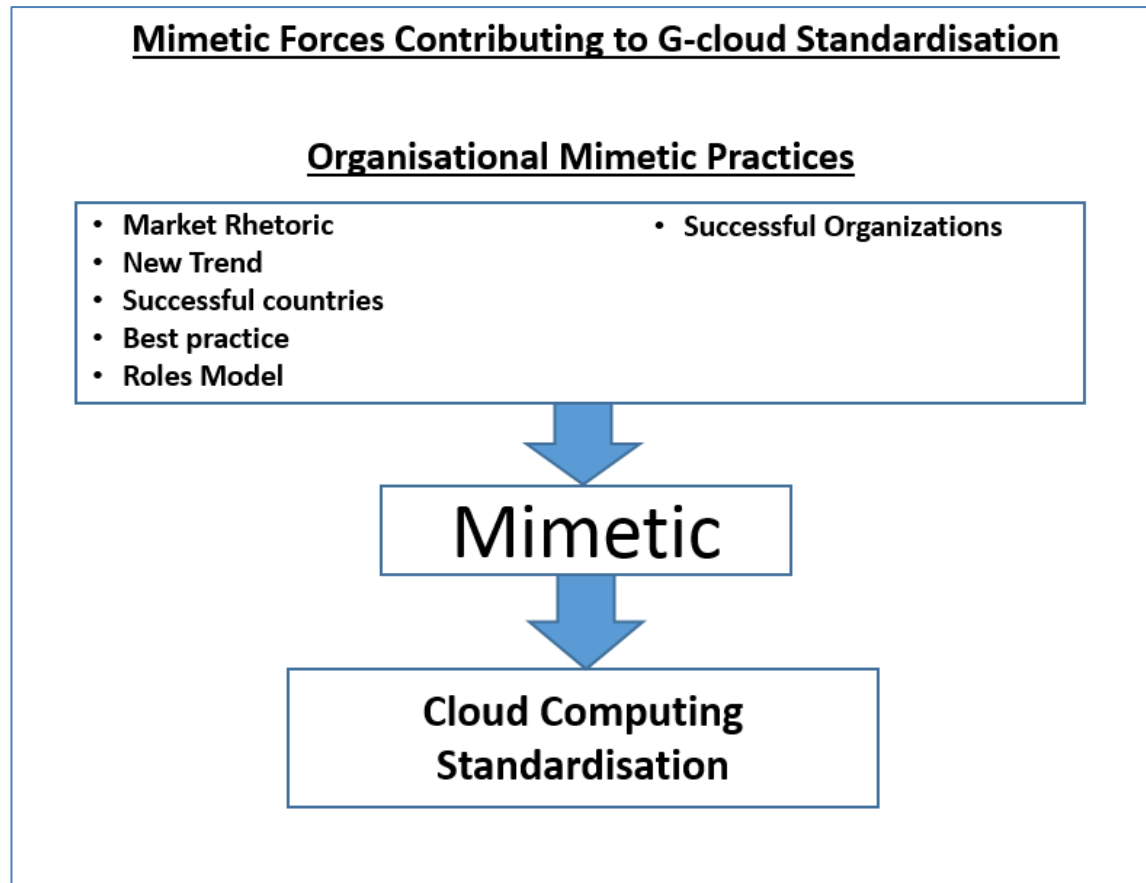 Mimetic Forces Contributing to G-cloud Standardisation
Organisational Mimetic Practices
• Market Rhetoric
• New Trend
• Successful countries
• Best practice
• Roles Model
• Successful Organizations
Mimetic
Cloud Computing
Standardisation